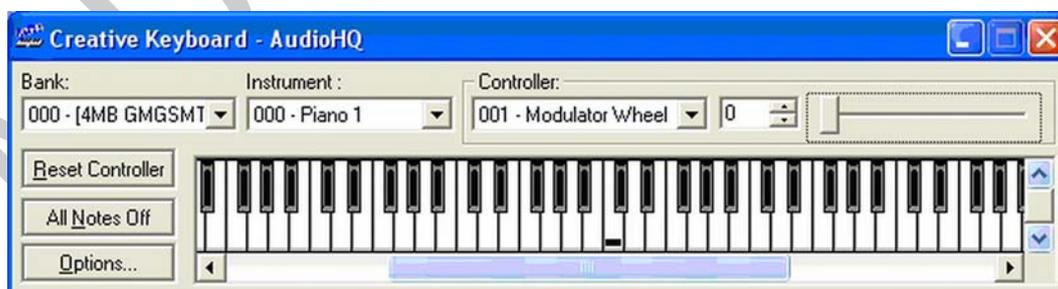 Creative Keyboard - AudioHQ
Bank: Instrument : Controller:
000 - [4MB GMGSMT 000 - Piano 1 001 - Modulator Wheel 0
Reset Controller
All Notes Off
Options...